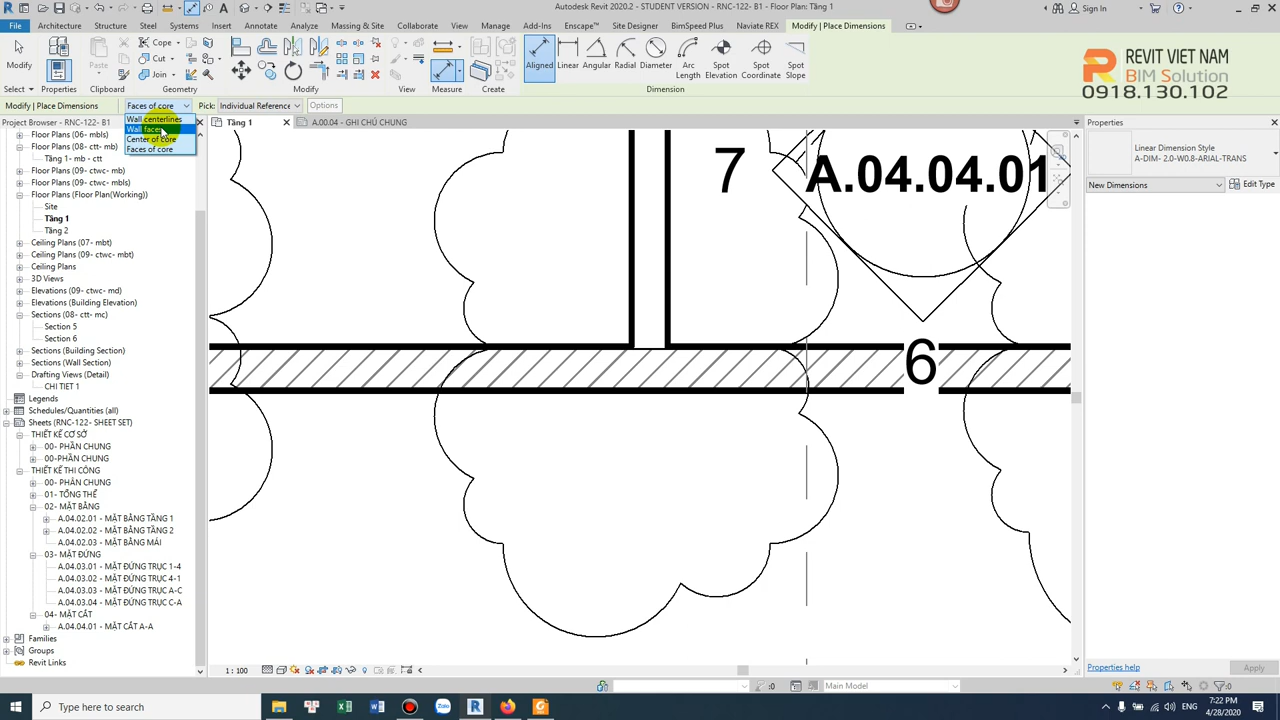 Autodesk Revit 2020.2 - STUDENT VERSION - RNC-122- B1 - Floor Plan: Tầng 1
Sign In
File Architecture Structure Steel Systems Insert Annotate Analyze Massing & Site Collaborate View Manage Add-Ins Enscape™ Site Designer BimSpeed Plus Naviate REX Modify | Place Dimensions
Modify
Paste
Cope
Cut
Join
Aligned Linear Angular Radial Diameter Arc Length Spot Elevation Spot Coordinate Spot Slope
Select Properties Clipboard Geometry Modify View Measure Create Dimension
REVIT VIET NAM
BIM Solution
0918.130.102
Modify | Place Dimensions Faces of core Pick: Individual Reference Options
Wall centerlines
Wall faces
Center of core
Faces of core
Project Browser - RNC-122- B1
Tầng 1
A.00.04 - GHI CHÚ CHUNG
Properties
Floor Plans (06- mbls)
Floor Plans (08- ctt- mb)
Tầng 1- mb - ctt
Floor Plans (09- ctwc- mb)
Floor Plans (09- ctwc- mbls)
Floor Plans (Floor Plan(Working))
Site
Tầng 1
Tầng 2
Ceiling Plans (07- mbt)
Ceiling Plans (09- ctwc- mbt)
Ceiling Plans
3D Views
Elevations (09- ctwc- md)
Elevations (Building Elevation)
Sections (08- ctt - mc)
Section 5
Section 6
Sections (Building Section)
Sections (Wall Section)
Drafting Views (Detail)
CHI TIET 1
Legends
Schedules/Quantities (all)
Sheets (RNC-122- SHEET SET)
THIẾT KẾ CƠ SỞ
00- PHẦN CHUNG
00-PHẦN CHUNG
THIẾT KẾ THI CÔNG
00- PHẦN CHUNG
01- TỔNG THỂ
02- MẶT BẰNG
A.04.02.01 - MẶT BẰNG TẦNG 1
A.04.02.02 - MẶT BẰNG TẦNG 2
A.04.02.03 - MẶT BẰNG MÁI
03- MẶT ĐỨNG
A.04.03.01 - MẶT ĐỨNG TRỤC 1-4
A.04.03.02 - MẶT ĐỨNG TRỤC 4-1
A.04.03.03 - MẶT ĐỨNG TRỤC A-C
A.04.03.04 - MẶT ĐỨNG TRỤC C-A
04- MẶT CẮT
A.04.04.01 - MẶT CẮT A-A
Families
Groups
Revit Links
7
A.04.04.01
6
Linear Dimension Style
A-DIM- 2.0-W0.8-ARIAL-TRANS
New Dimensions
Edit Type
Properties help
Apply
1 : 100
:0
Main Model
:0
Type here to search
ENG
7:22 PM
4/28/2020